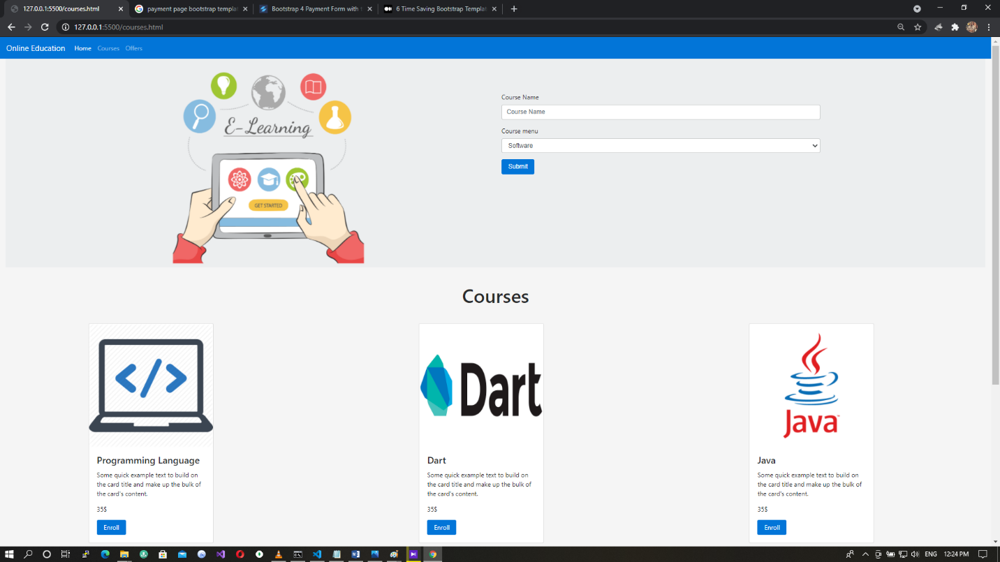 127.0.0.1:5500/courses.html
payment page bootstrap templat
Bootstrap 4 Payment Form with
6 Time Saving Bootstrap Templat
127.0.0.1:5500/courses.html
Online Education Home Courses Offers
E-Learning
GET STARTED
Course Name
Course Name
Course menu
Software
Submit
Courses
Dart
Java
Programming Language
Some quick example text to build on
the card title and make up the bulk of
the card's content.
35$
Enroll
Dart
Some quick example text to build on
the card title and make up the bulk of
the card's content.
35$
Enroll
Java
Some quick example text to build on
the card title and make up the bulk of
the card's content.
35$
Enroll
ENG 12:24 PM